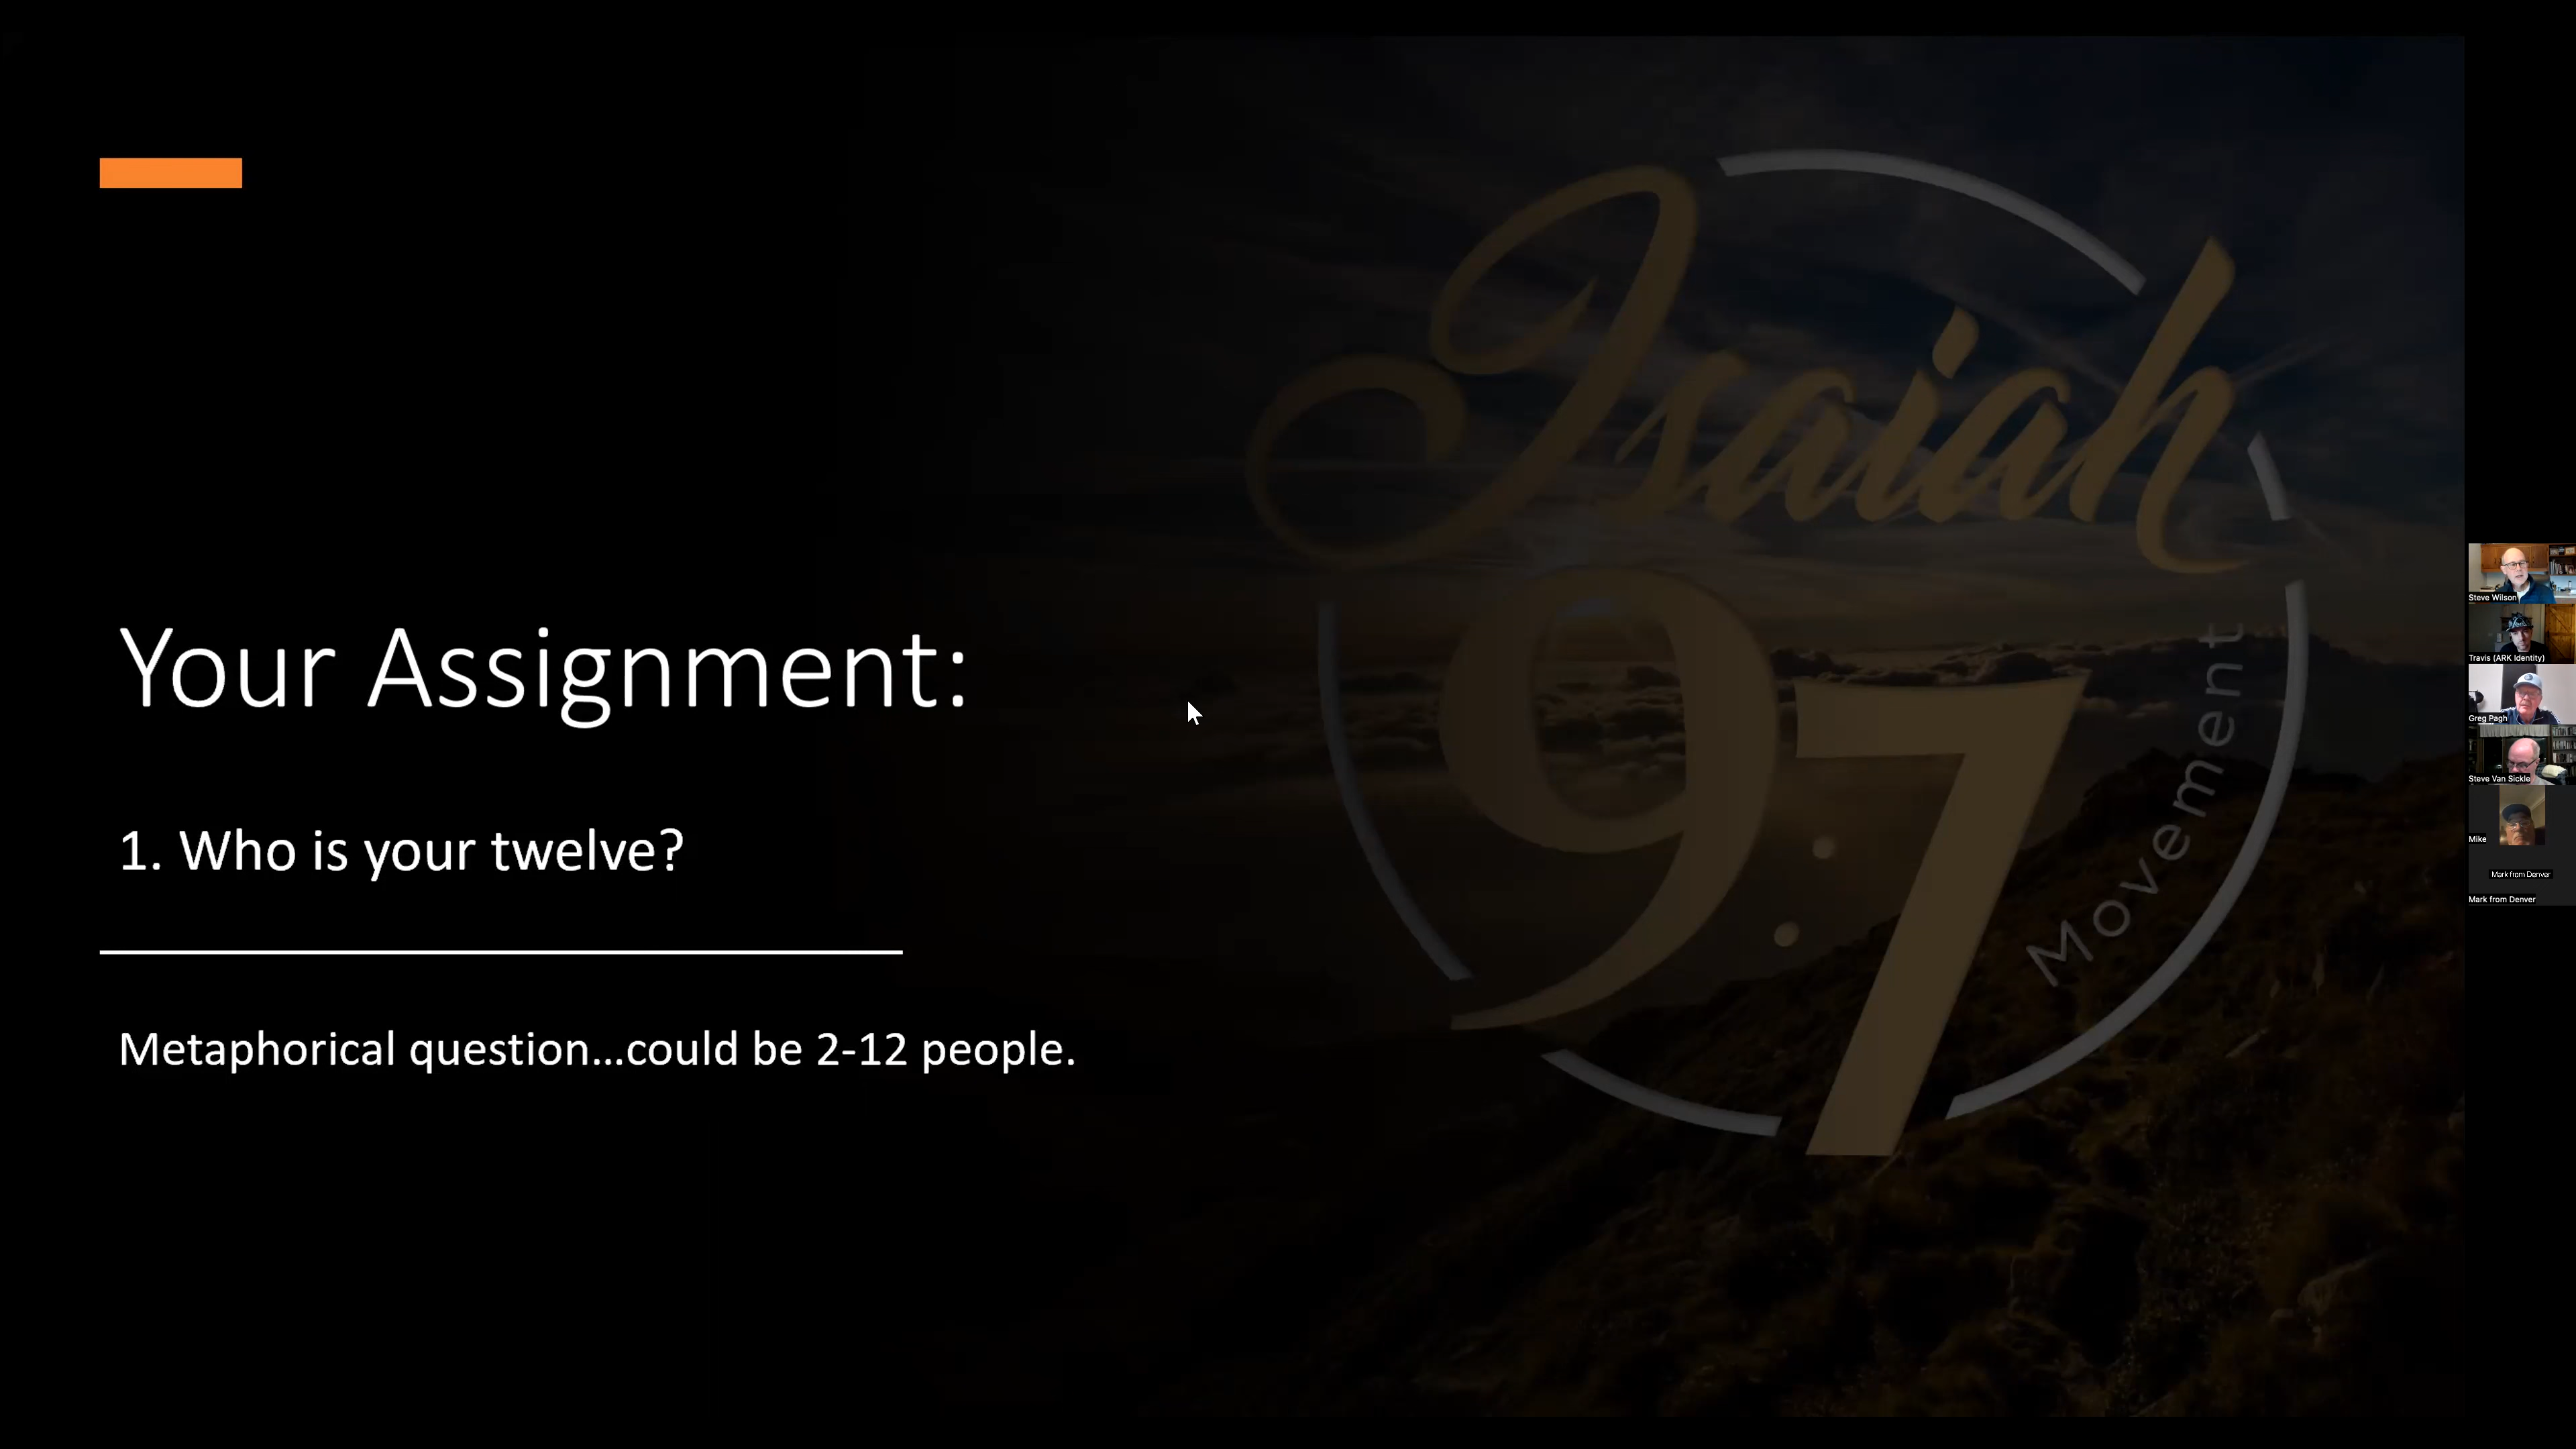 Your Assignment:
1. Who is your twelve?
Metaphorical question...could be 2-12 people.
Isaiah
9:7
Movement
Steve Wilson
Travis (ARK Identity)
Greg Pagh
Steve Van Sickle
Mike
Mark from Denver
Mark from Denver